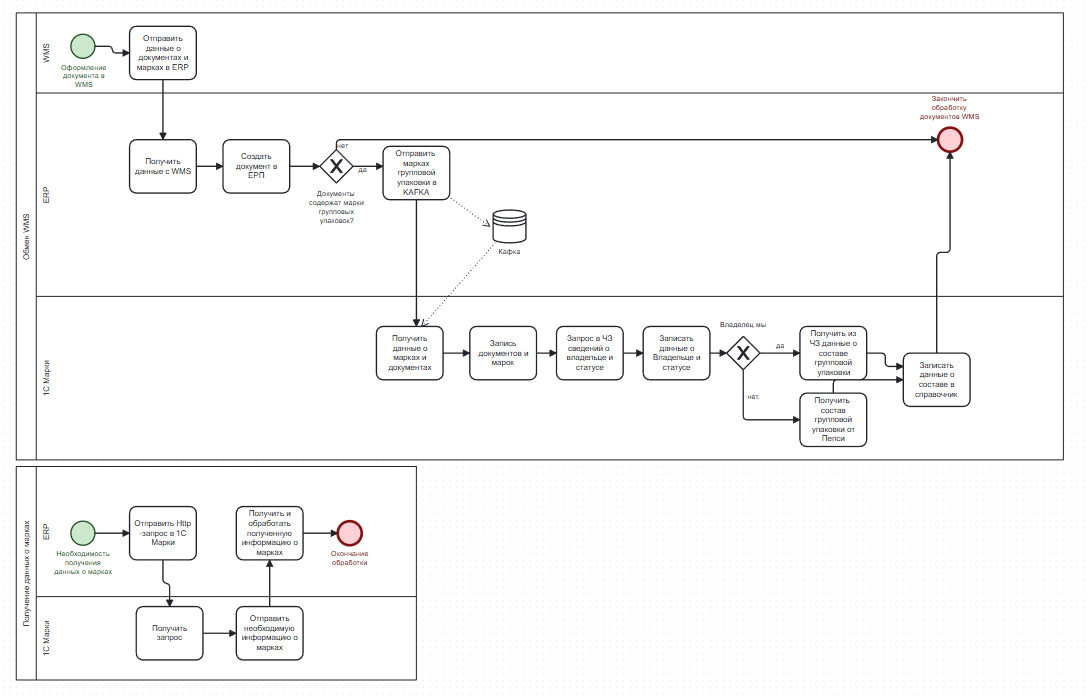 Обмен WMS
WMS
Оформление
документа в
WMS
Отправить
данные о
документах и
марках в ERP
ERP
Получить
данные с WMS
Создать
документ в
ЕРП
нет
да
Документы
содержат марки
групповых
упаковок?
Отправить
марках
групповой
упаковки в
KAFKA
Кафка
Закончить
обработку
документов WMS
1С Марки
Получить
данные о
марках и
документах
Запись
документов и
марок
Запрос в ЧЗ
сведений о
владельце и
статусе
Записать
данные о
Владельце и
статусе
Владелец мы
да
нет.
Получить из
ЧЗ данные о
составе
групповой
упаковки
Получить
состав
групповой
упаковки от
Пепси
Записать
данные о
составе в
справочник
Получение данных о марках
ERP
Необходимость
получения
данных о марках
Отправить Http
-запрос в 1С
Марки
Получить и
обработать
полученную
информацию о
марках
Окончание
обработки
1С Марки
Получить
запрос
Отправить
необходимую
информацию о
марках